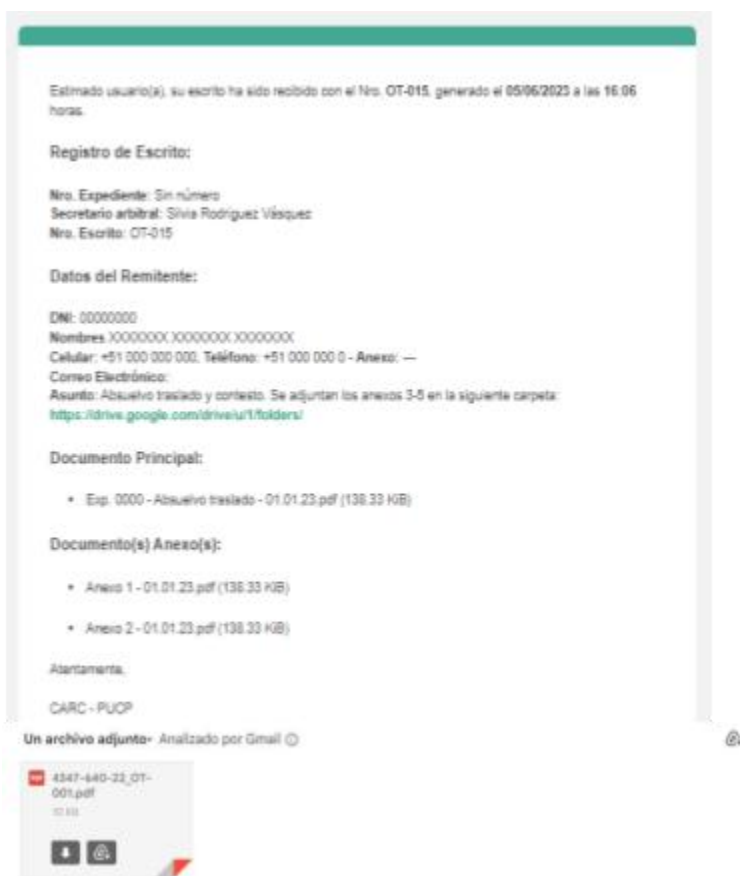 Estimado usuario(a), su escrito ha sido recibido con el Nro. OT-015, generado el 05/06/2023 a las 16:06
horas.
Registro de Escrito:
Nro. Expediente: Sin número
Secretario arbitral: Silvia Rodriguez Vásquez
Nro. Escrito: OT-015
Datos del Remitente:
DNI: 00000000
Nombres XXXXXXX XXXXXXX XXXXXXX
Celular: +51 000 000 000, Teléfono: +51 000 000 0 - Anexo: —
Correo Electrónico:
Asunto: Absuelvo traslado y contesto. Se adjuntan los anexos 3-5 en la siguiente carpeta:
https://drive.google.com/drive/u/1/folders/
Documento Principal:
• Exp. 0000 - Absuelvo traslado - 01.01.23.pdf (138.33 KiB)
Documento(s) Anexo(s):
• Anexo 1 - 01.01.23.pdf (138.33 KiB)
• Anexo 2 - 01.01.23.pdf (138.33 KiB)
Atentamente,
CARC - PUCP
Un archivo adjunto• Analizado por Gmail
4347-640-22_OT-
001.pdf